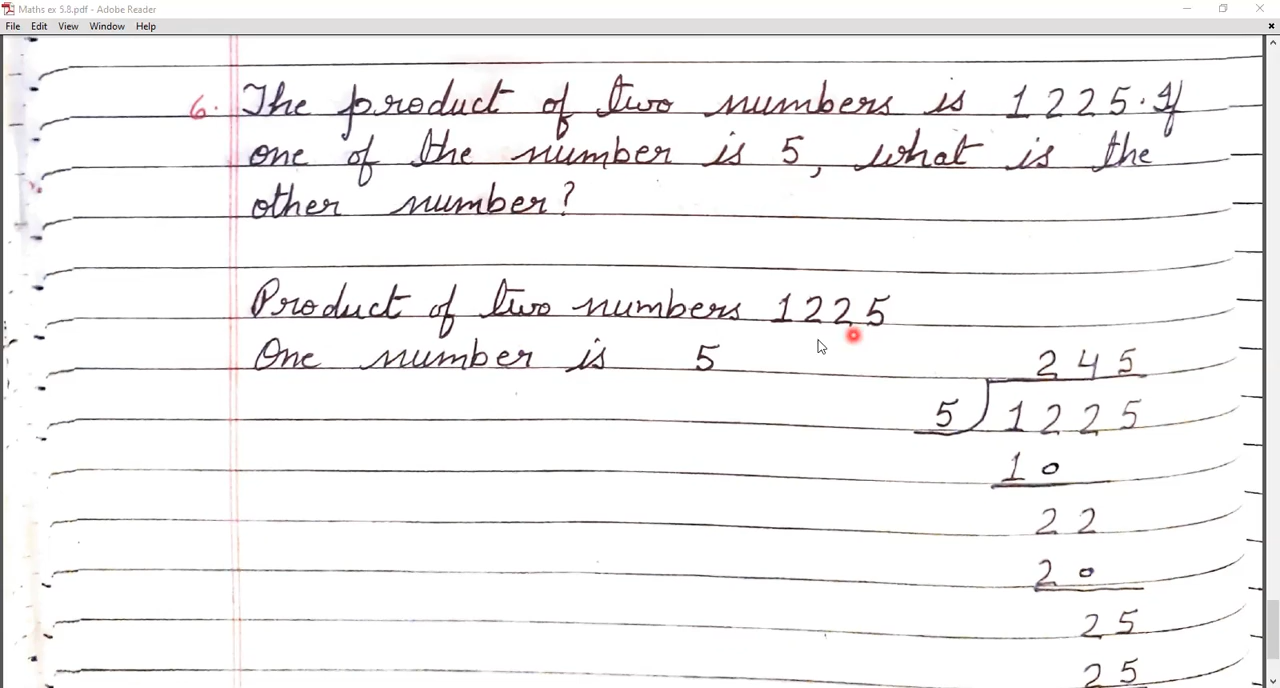 Maths ex 5.8.pdf - Adobe Reader
File Edit View Window Help
6. The product of two numbers is 1225. If
one of the number is 5, what is the
other number?
Product of two numbers 1225
One number is 5
245
5 1225
10
22
20
25
25